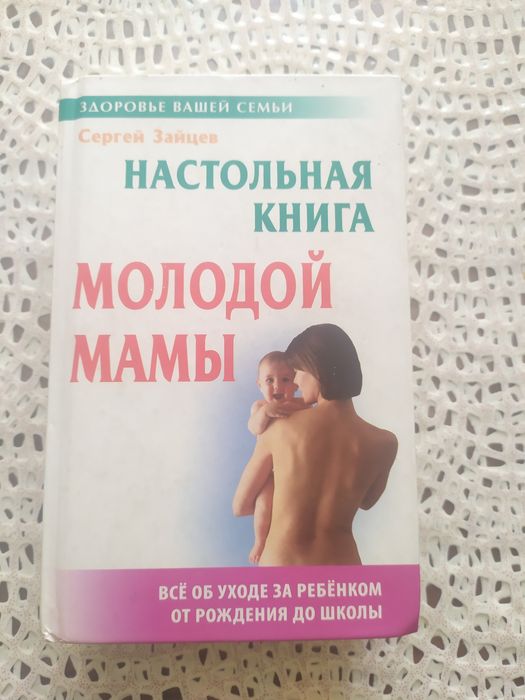 ЗДОРОВЬЕ ВАШЕЙ СЕМЬИ
Сергей Зайцев
НАСТОЛЬНАЯ
КНИГА
МОЛОДОЙ
МАМЫ
ВСЁ ОБ УХОДЕ ЗА РЕБЁНКОМ
ОТ РОЖДЕНИЯ ДО ШКОЛЫ